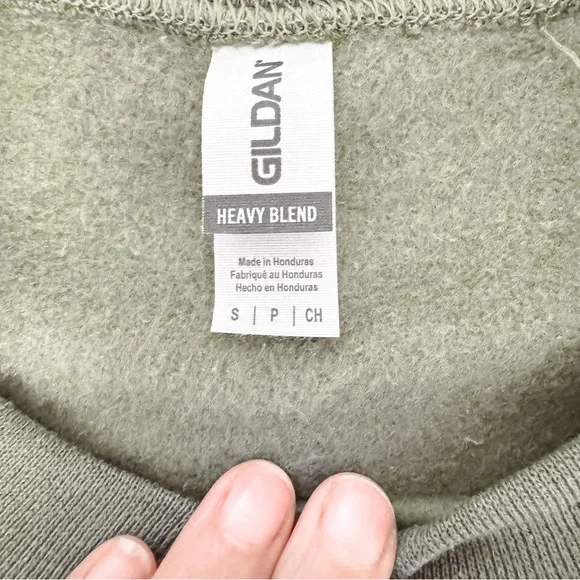 GILDAN
HEAVY BLEND
Made in Honduras
Fabriqué au Honduras
Hecho en Honduras
S | P | CH